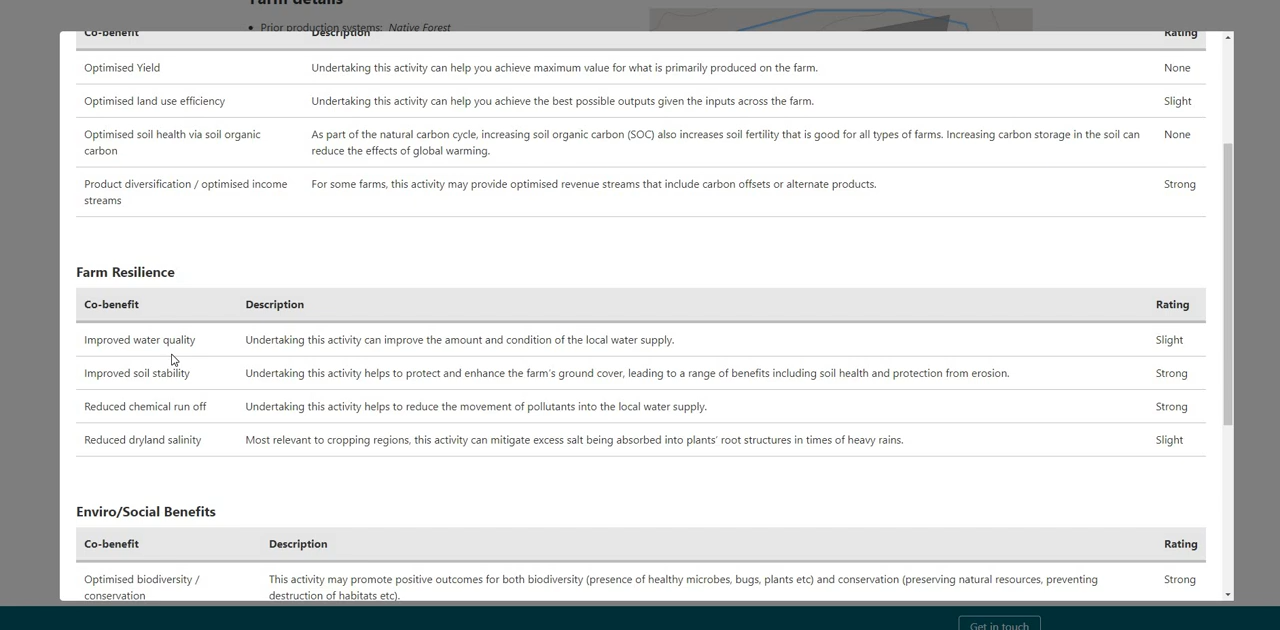 Farm details
Prior production systems: Native Forest
Co-benefit Description Rating
Optimised Yield Undertaking this activity can help you achieve maximum value for what is primarily produced on the farm. None
Optimised land use efficiency Undertaking this activity can help you achieve the best possible outputs given the inputs across the farm. Slight
Optimised soil health via soil organic carbon As part of the natural carbon cycle, increasing soil organic carbon (SOC) also increases soil fertility that is good for all types of farms. Increasing carbon storage in the soil can None
reduce the effects of global warming.
Product diversification / optimised income For some farms, this activity may provide optimised revenue streams that include carbon offsets or alternate products. Strong
streams
Farm Resilience
Co-benefit Description Rating
Improved water quality Undertaking this activity can improve the amount and condition of the local water supply. Slight
Improved soil stability Undertaking this activity helps to protect and enhance the farm's ground cover, leading to a range of benefits including soil health and protection from erosion. Strong
Reduced chemical run off Undertaking this activity helps to reduce the movement of pollutants into the local water supply. Strong
Reduced dryland salinity Most relevant to cropping regions, this activity can mitigate excess salt being absorbed into plants' root structures in times of heavy rains. Slight
Enviro/Social Benefits
Co-benefit Description Rating
Optimised biodiversity / This activity may promote positive outcomes for both biodiversity (presence of healthy microbes, bugs, plants etc) and conservation (preserving natural resources, preventing Strong
conservation destruction of habitats etc).
Get in touch